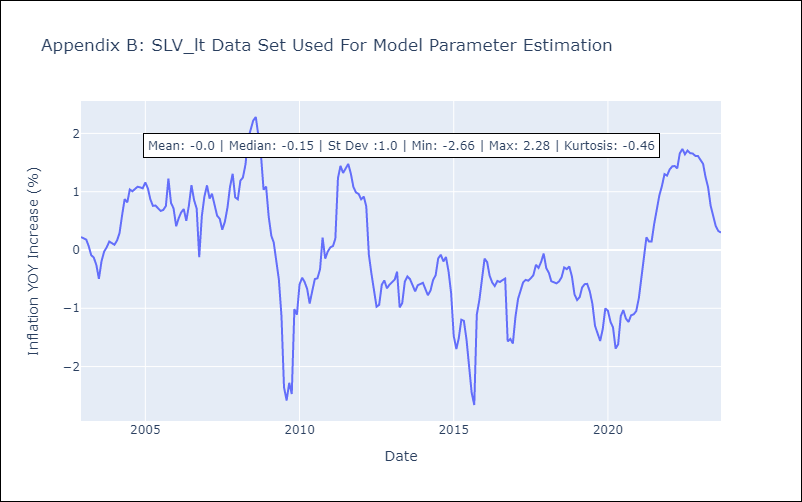 Appendix B: SLV_lt Data Set Used For Model Parameter Estimation
Mean: -0.0 | Median: -0.15 | St Dev :1.0 | Min: -2.66 | Max: 2.28 | Kurtosis: -0.46
Inflation YOY Increase (%)
2
1
0
−1
−2
2005
2010
2015
2020
Date